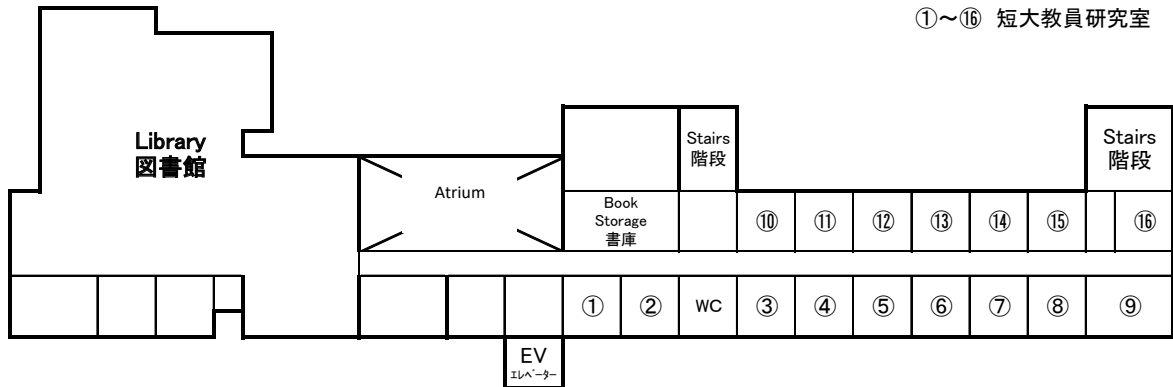 ①～⑯ 短大教員研究室
Library
図書館
Stairs
階段
Stairs
階段
Atrium
Book
Storage
書庫
⑩
⑪
⑫
⑬
⑭
⑮
⑯
①
②
WC
③
④
⑤
⑥
⑦
⑧
⑨
EV
エレベーター